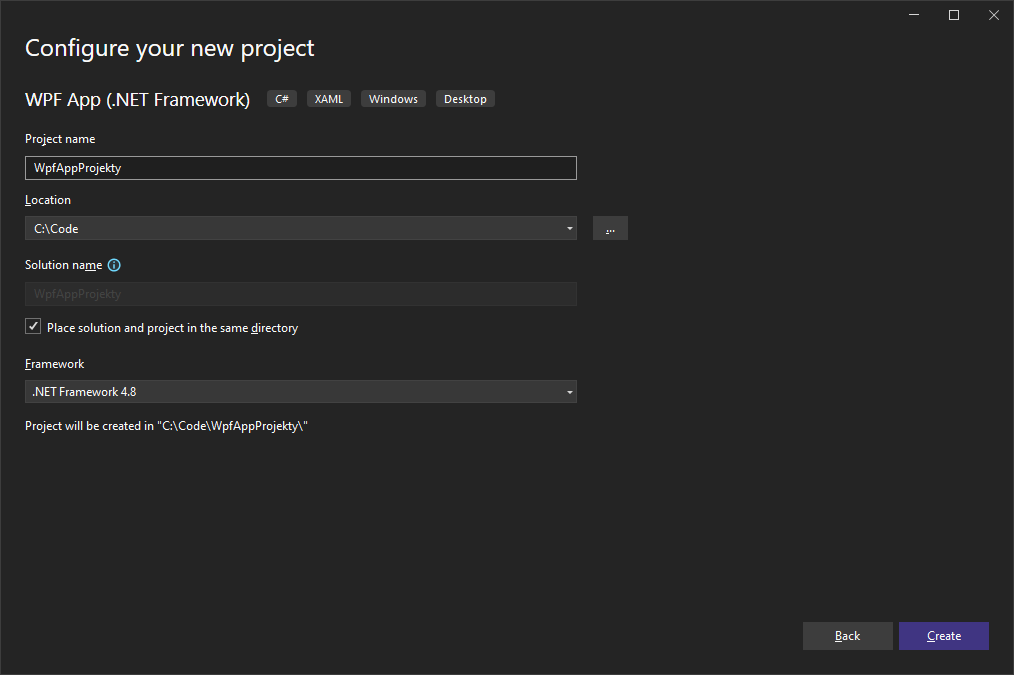 Configure your new project
WPF App (.NET Framework) C# XAML Windows Desktop
Project name
WpfAppProjekty
Location
C:\Code
...
Solution name
WpfAppProjekty
Place solution and project in the same directory
Framework
.NET Framework 4.8
Project will be created in "C:\Code\WpfAppProjekty\"
Back Create